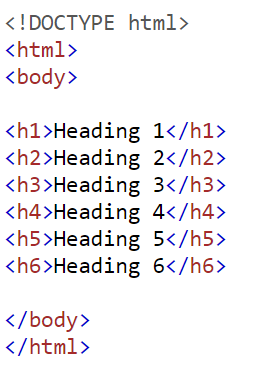 <!DOCTYPE html>
<html>
<body>

<h1>Heading 1</h1>
<h2>Heading 2</h2>
<h3>Heading 3</h3>
<h4>Heading 4</h4>
<h5>Heading 5</h5>
<h6>Heading 6</h6>

</body>
</html>